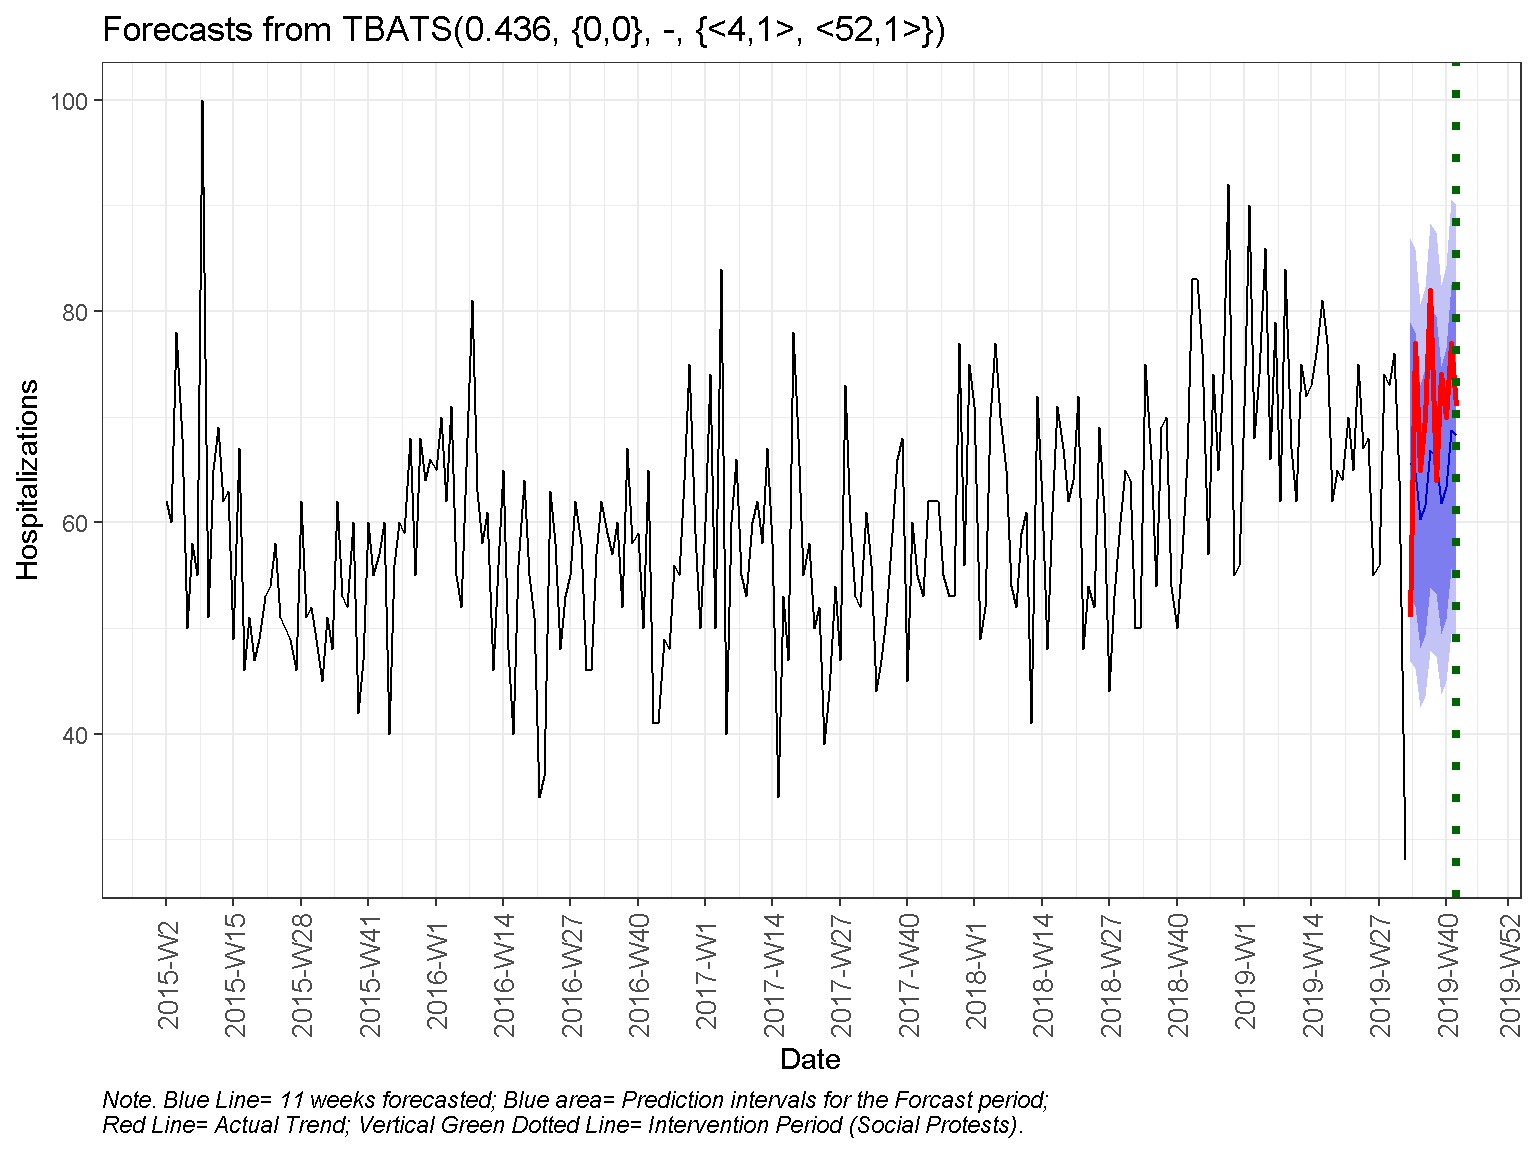 Forecasts from TBATS(0.436, {0,0}, -, {<4,1>, <52,1>})
Hospitalizations
100
80
60
40
2015-W2
2015-W15
2015-W28
2015-W41
2016-W1
2016-W14
2016-W27
2016-W40
2017-W1
2017-W14
2017-W27
2017-W40
2018-W1
2018-W14
2018-W27
2018-W40
2019-W1
2019-W14
2019-W27
2019-W40
2019-W52
Date
Note. Blue Line= 11 weeks forecasted; Blue area= Prediction intervals for the Forcast period;
Red Line= Actual Trend; Vertical Green Dotted Line= Intervention Period (Social Protests).